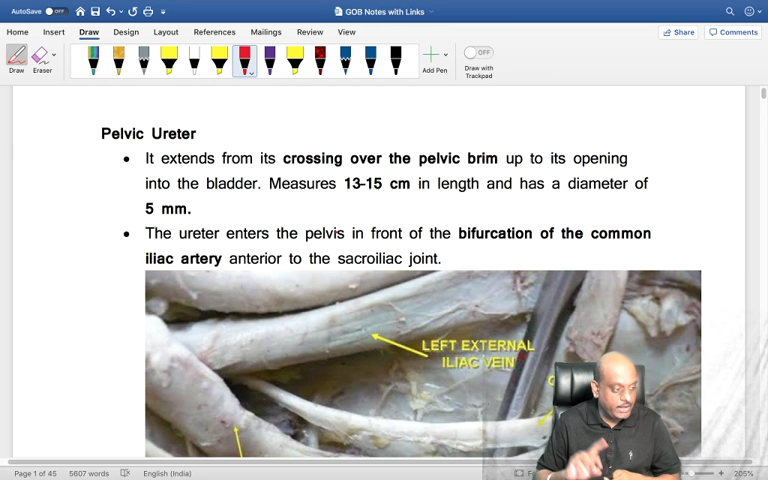 AutoSave OFF GOB Notes with Links
Home Insert Draw Design Layout References Mailings Review View Share Comments
Draw Eraser Add Pen OFF Draw with Trackpad
Pelvic Ureter
• It extends from its crossing over the pelvic brim up to its opening
into the bladder. Measures 13-15 cm in length and has a diameter of
5 mm.
• The ureter enters the pelvis in front of the bifurcation of the common
iliac artery anterior to the sacroiliac joint.
LEFT EXTERNAL
ILIAC VEIN
Page 1 of 45 5607 words English (India) 205%